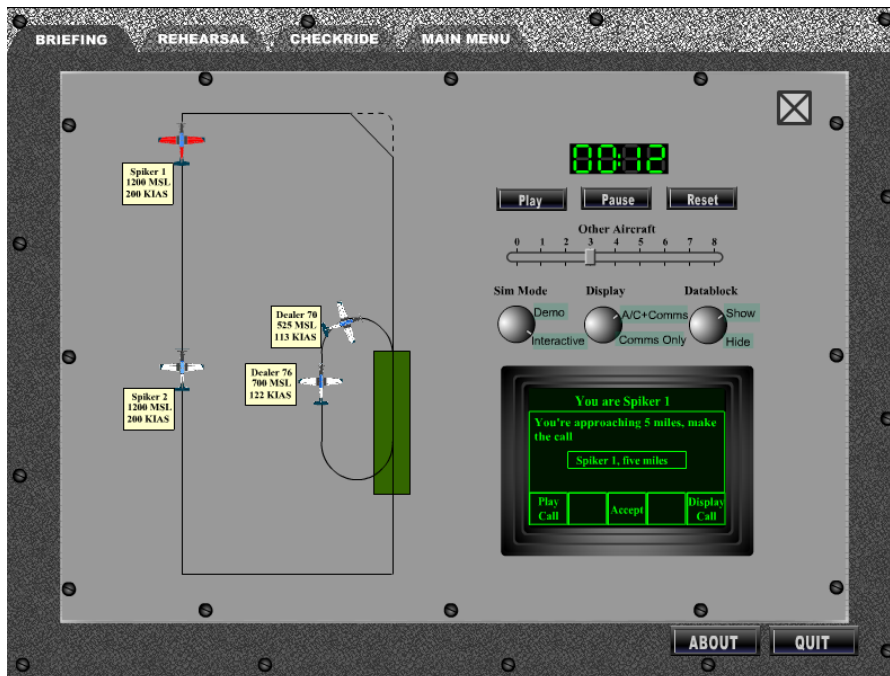 BRIEFING
REHEARSAL
CHECKRIDE
MAIN MENU
Spiker 1
1200 MSL
200 KIAS
Dealer 70
525 MSL
113 KIAS
Dealer 76
700 MSL
122 KIAS
Spiker 2
1200 MSL
200 KIAS
00:12
Play
Pause
Reset
Other Aircraft
0 1 2 3 4 5 6 7 8
Sim Mode
Demo
Interactive
Display
A/C+Comms
Comms Only
Datablock
Show
Hide
You are Spiker 1
You're approaching 5 miles, make
the call
Spiker 1, five miles
Play
Call
Accept
Display
Call
ABOUT
QUIT